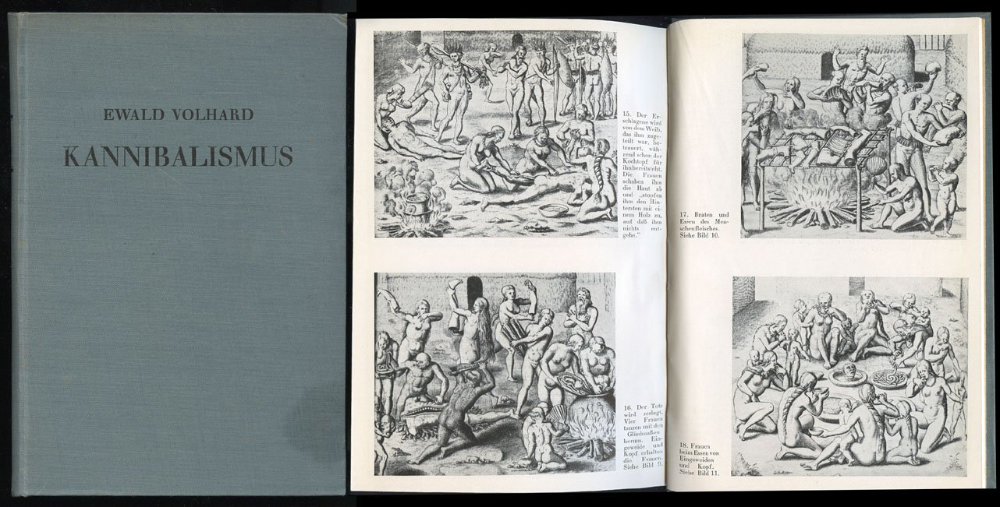 EWALD VOLHARD
KANNIBALISMUS
15. Der Er-
schlagene wird
von dem Weib,
das ihm zuge-
teilt war, be-
trauert, wäh-
rend schon der
Kochtopf für
ihn bereitsteht.
Die Frauen
schaben ihm
die Haut ab
und „stopfen
ihm den Hin-
tersten mit ei-
nem Holz zu,
auf daß ihm
nichts ent-
gehe."
16. Der Tote
wird zerlegt.
Vier Frauen
tanzen mit den
Gliedmaßen
herum. Ein-
geweide und
Kopf erhalten
die Frauen.
Siehe Bild 9.
17. Braten und
Essen des Men-
schenfleisches.
Siehe Bild 10.
18. Frauen
beim Essen von
Eingeweiden
und Kopf.
Siehe Bild 11.